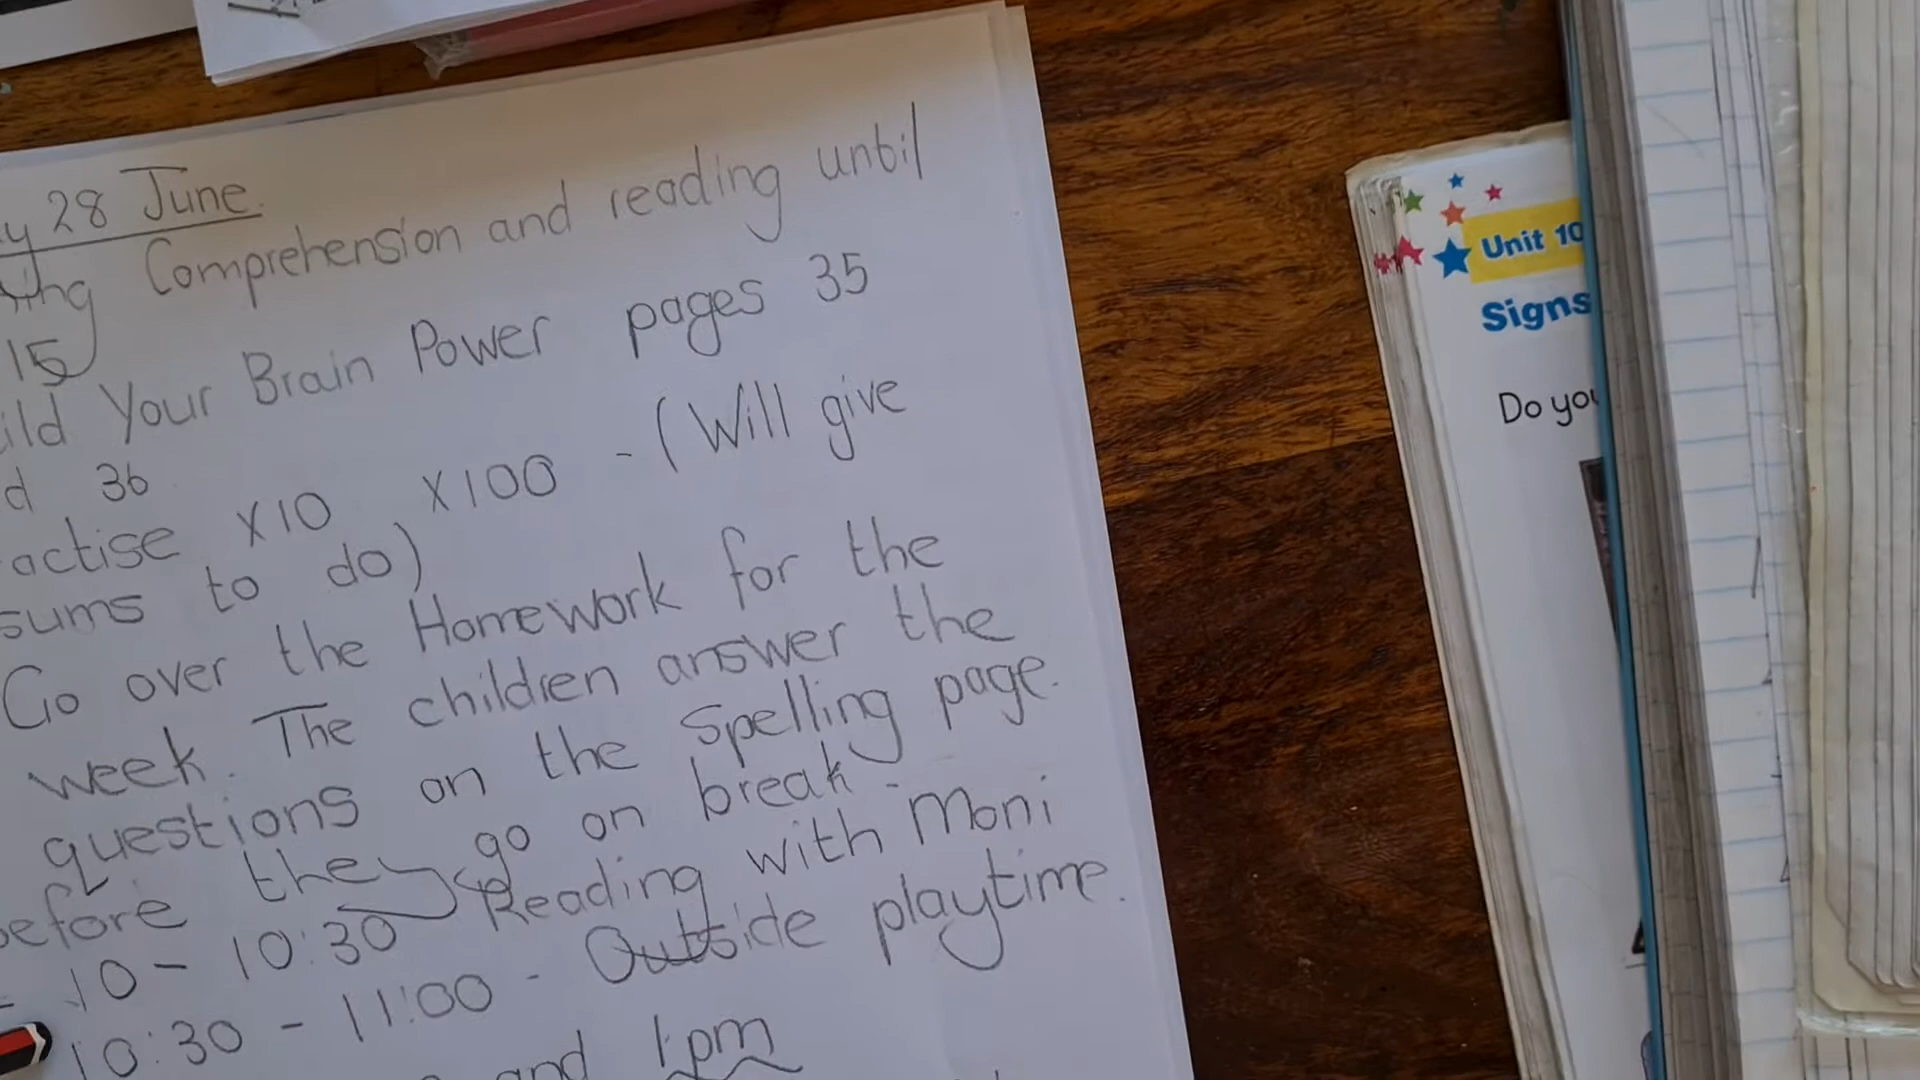 28 June.
Comprehension and reading until
15
Your Brain Power pages 35
36
x10 x100 - (Will give
sums to do)
Go over the Homework for the
week. The children answer the
questions on the Spelling page.
before they go on break.
- 10 - 10:30 Reading with Moni
10:30 - 11:00 - Outside playtime.
and 1pm
Unit 10
Signs
Do you